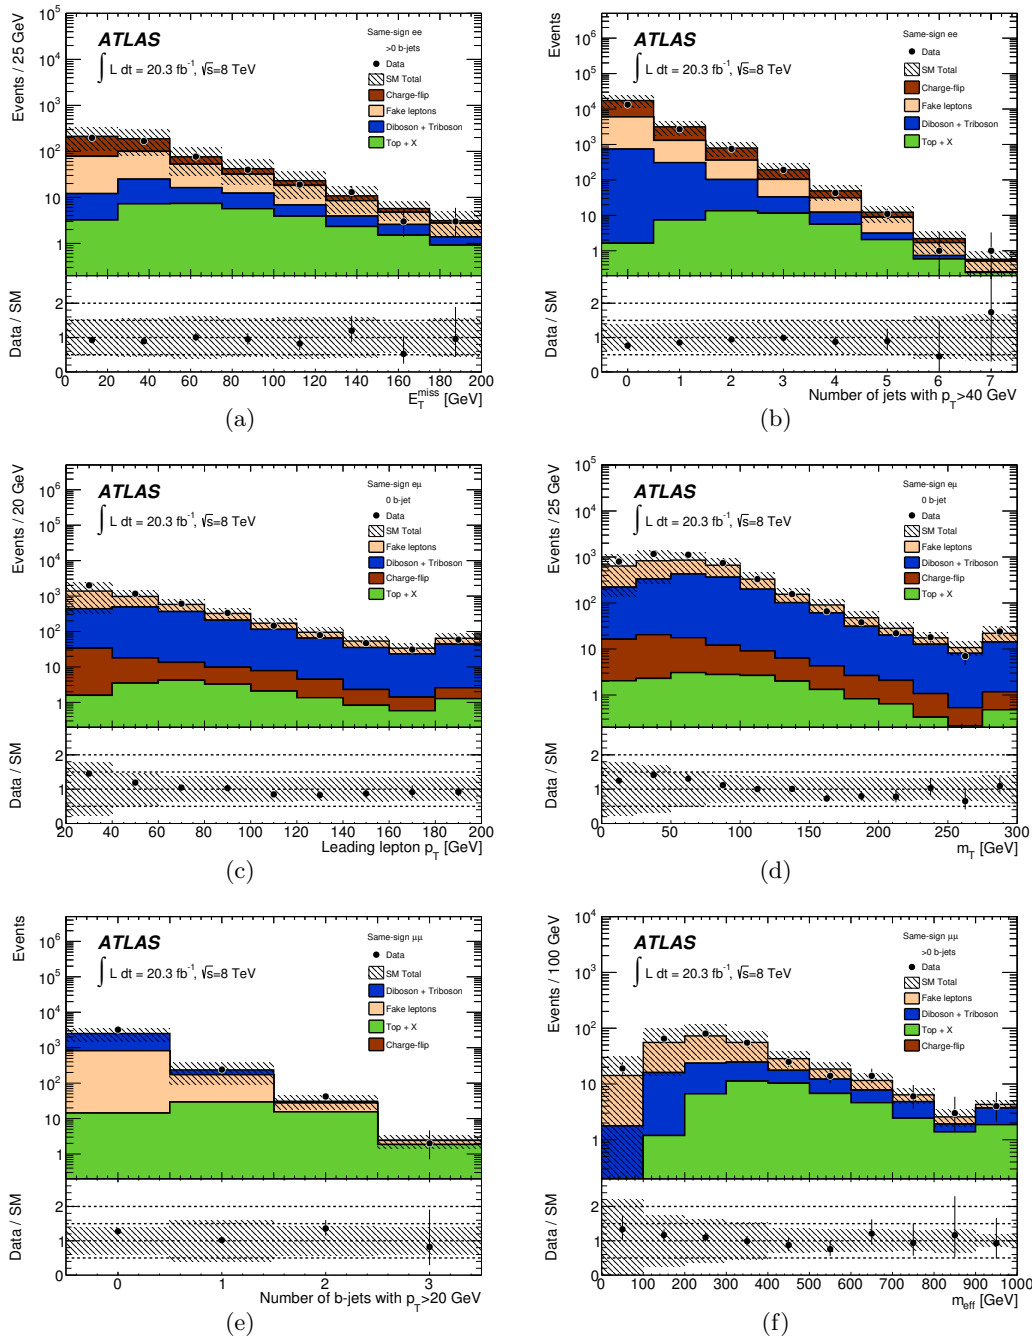 Events / 25 GeV
10⁵
10⁴
10³
10²
10
1
ATLAS
∫ L dt = 20.3 fb⁻¹, √s=8 TeV
Same-sign ee
>0 b-jets
Data
SM Total
Charge-flip
Fake leptons
Diboson + Triboson
Top + X
Data / SM
2
1
0
0 20 40 60 80 100 120 140 160 180 200
E_T^miss [GeV]
(a)
Events
10⁶
10⁵
10⁴
10³
10²
10
1
ATLAS
∫ L dt = 20.3 fb⁻¹, √s=8 TeV
Same-sign ee
Data
SM Total
Charge-flip
Fake leptons
Diboson + Triboson
Top + X
Data / SM
2
1
0
0 1 2 3 4 5 6 7
Number of jets with p_T>40 GeV
(b)
Events / 20 GeV
10⁶
10⁵
10⁴
10³
10²
10
1
ATLAS
∫ L dt = 20.3 fb⁻¹, √s=8 TeV
Same-sign eμ
0 b-jet
Data
SM Total
Fake leptons
Diboson + Triboson
Charge-flip
Top + X
Data / SM
2
1
0
20 40 60 80 100 120 140 160 180 200
Leading lepton p_T [GeV]
(c)
Events / 25 GeV
10⁵
10⁴
10³
10²
10
1
ATLAS
∫ L dt = 20.3 fb⁻¹, √s=8 TeV
Same-sign eμ
0 b-jet
Data
SM Total
Fake leptons
Diboson + Triboson
Charge-flip
Top + X
Data / SM
2
1
0
0 50 100 150 200 250 300
m_T [GeV]
(d)
Events
10⁶
10⁵
10⁴
10³
10²
10
1
ATLAS
∫ L dt = 20.3 fb⁻¹, √s=8 TeV
Same-sign μμ
Data
SM Total
Diboson + Triboson
Fake leptons
Top + X
Charge-flip
Data / SM
2
1
0
0 1 2 3
Number of b-jets with p_T>20 GeV
(e)
Events / 100 GeV
10⁴
10³
10²
10
1
ATLAS
∫ L dt = 20.3 fb⁻¹, √s=8 TeV
Same-sign μμ
>0 b-jets
Data
SM Total
Fake leptons
Diboson + Triboson
Top + X
Charge-flip
Data / SM
2
1
0
0 100 200 300 400 500 600 700 800 900 1000
m_eff [GeV]
(f)